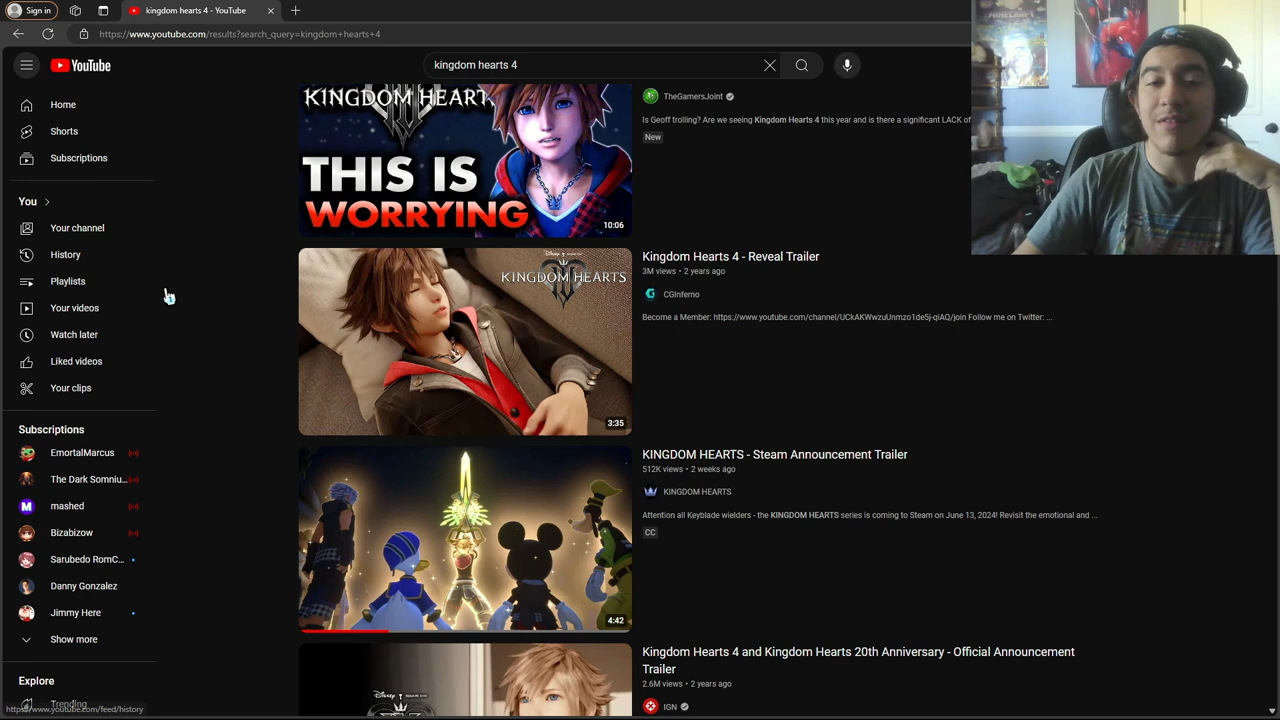 Sign in
kingdom hearts 4 - YouTube
https://www.youtube.com/results?search_query=kingdom+hearts+4
YouTube
kingdom hearts 4
Home
Shorts
Subscriptions
You
Your channel
History
Playlists
Your videos
Watch later
Liked videos
Your clips
Subscriptions
EmortalMarcus
The Dark Somniu...
M
mashed
Bizabizow
Sarubedo RomC...
Danny Gonzalez
Jimmy Here
Show more
Explore
Trending
https://www.youtube.com/feed/history
KINGDOM HEART
THIS IS
WORRYING
10:06
TheGamersJoint
Is Geoff trolling? Are we seeing Kingdom Hearts 4 this year and is there a significant LACK of
New
Disney
KINGDOM HEARTS
IV
3:35
Kingdom Hearts 4 - Reveal Trailer
3M views • 2 years ago
CGInferno
Become a Member: https://www.youtube.com/channel/UCkAKWwzuUnmzo1de5j-qiAQ/join Follow me on Twitter: ...
4:42
KINGDOM HEARTS - Steam Announcement Trailer
512K views • 2 weeks ago
KINGDOM HEARTS
Attention all Keyblade wielders - the KINGDOM HEARTS series is coming to Steam on June 13, 2024! Revisit the emotional and ...
CC
Disney SQUARE ENIX
Kingdom Hearts 4 and Kingdom Hearts 20th Anniversary - Official Announcement
Trailer
2.6M views • 2 years ago
IGN